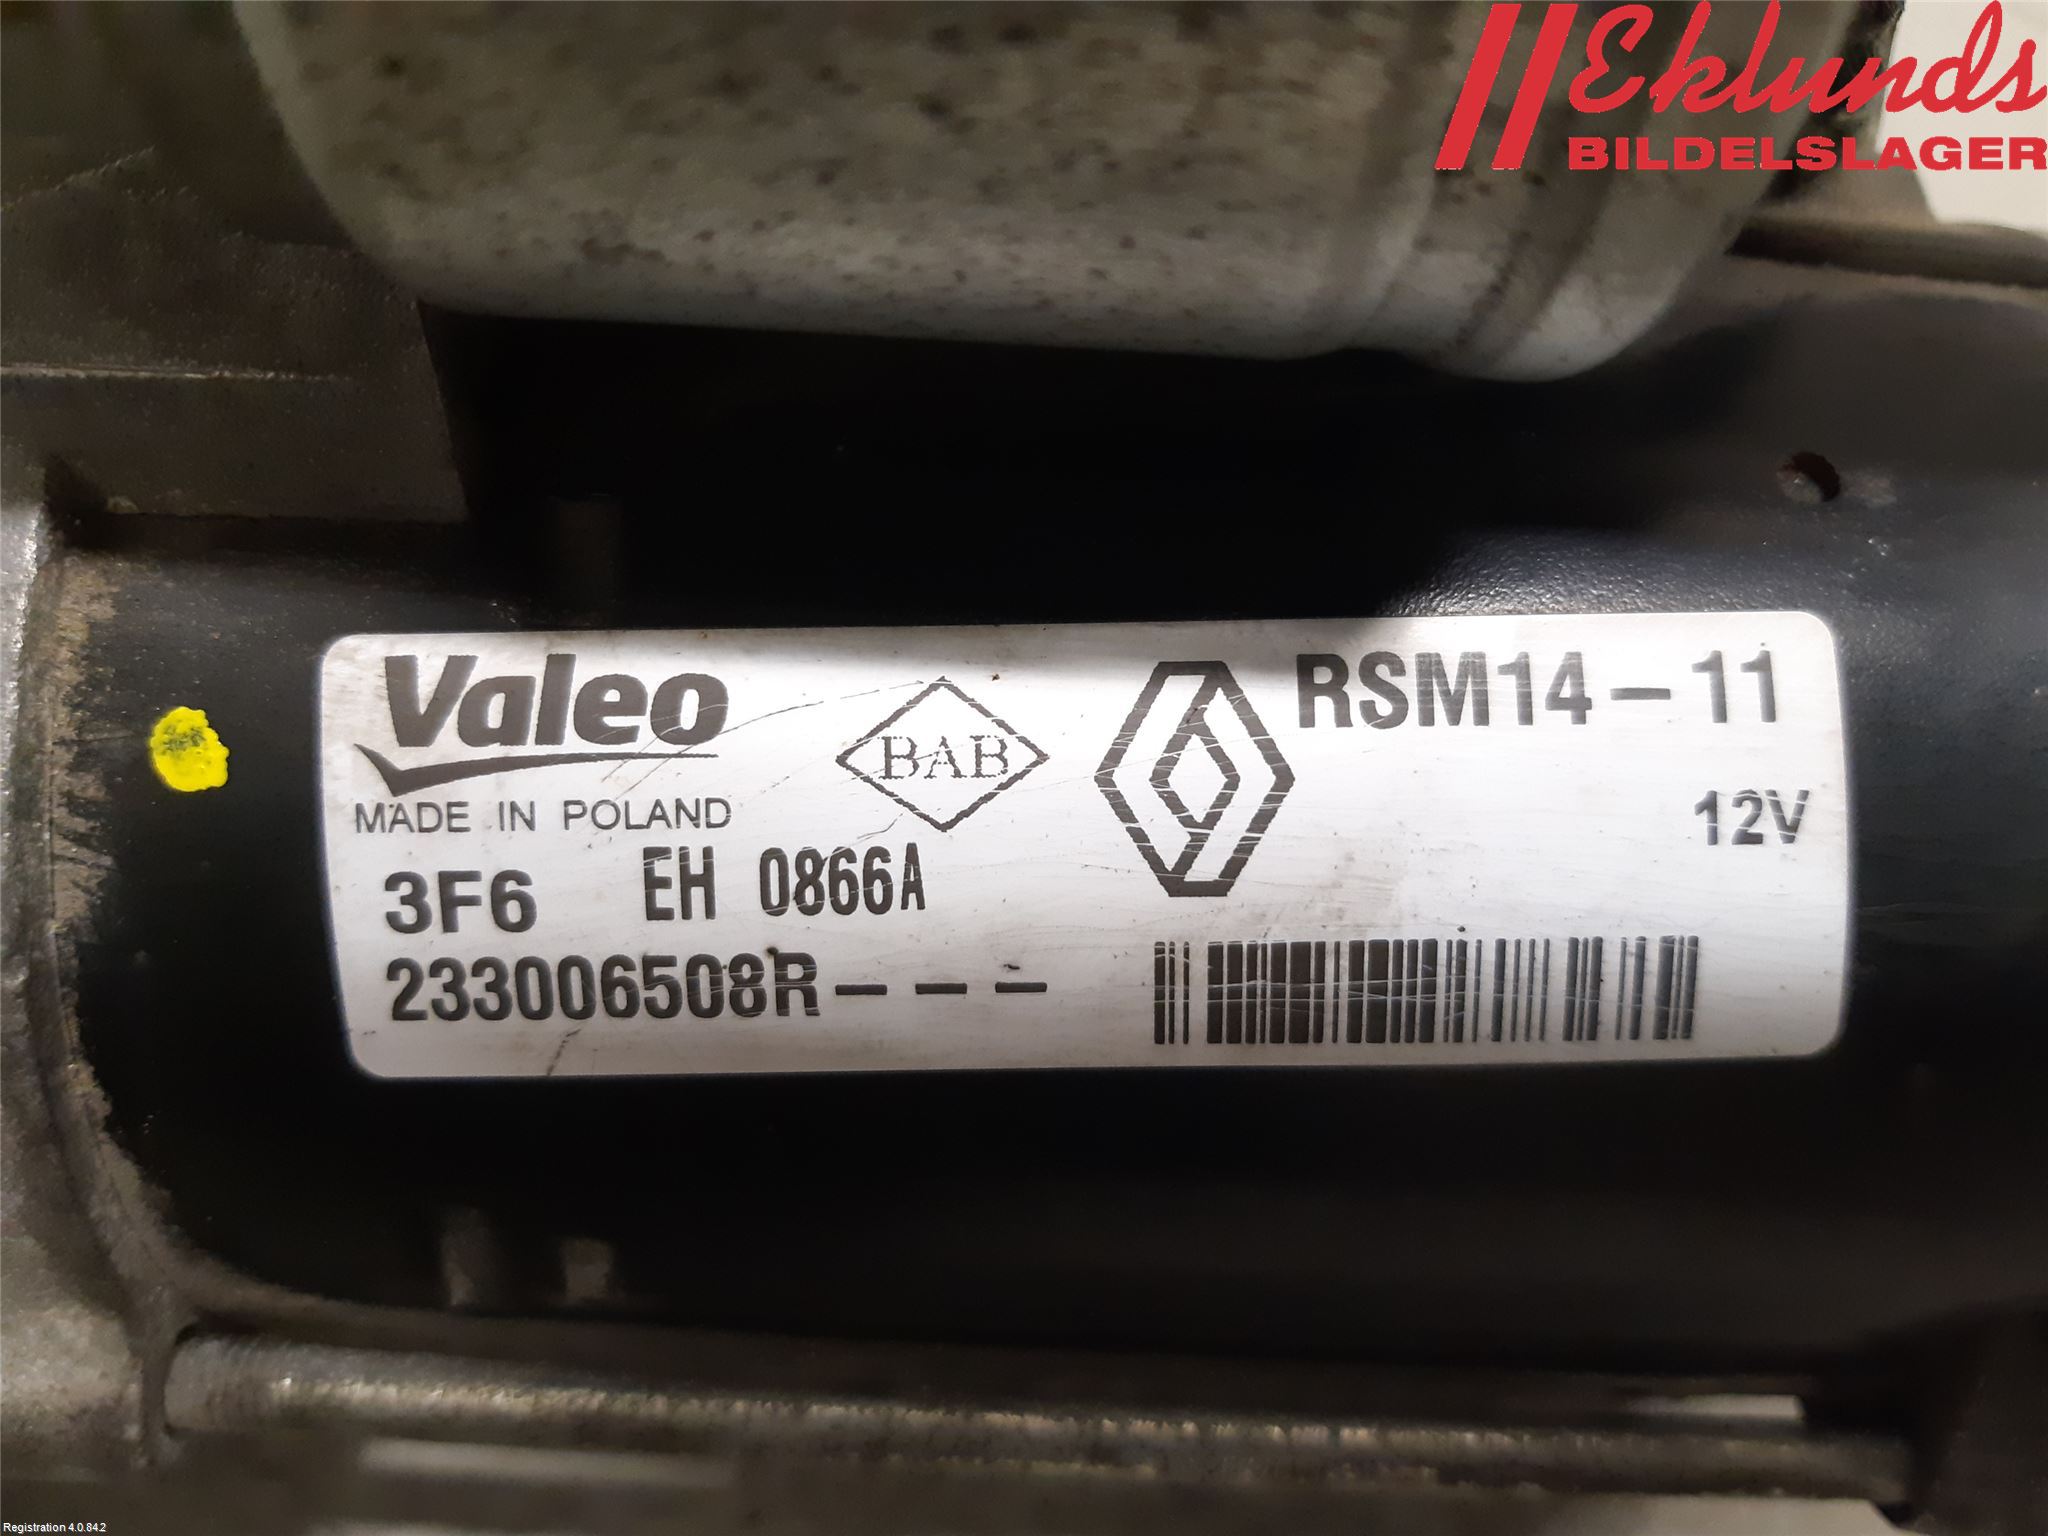 Eklunds
BILDELSLAGER
Valeo
MADE IN POLAND
BAB
RSM14-11
12V
3F6 EH 0866A
233006508R---
Registration 4.0.84.2